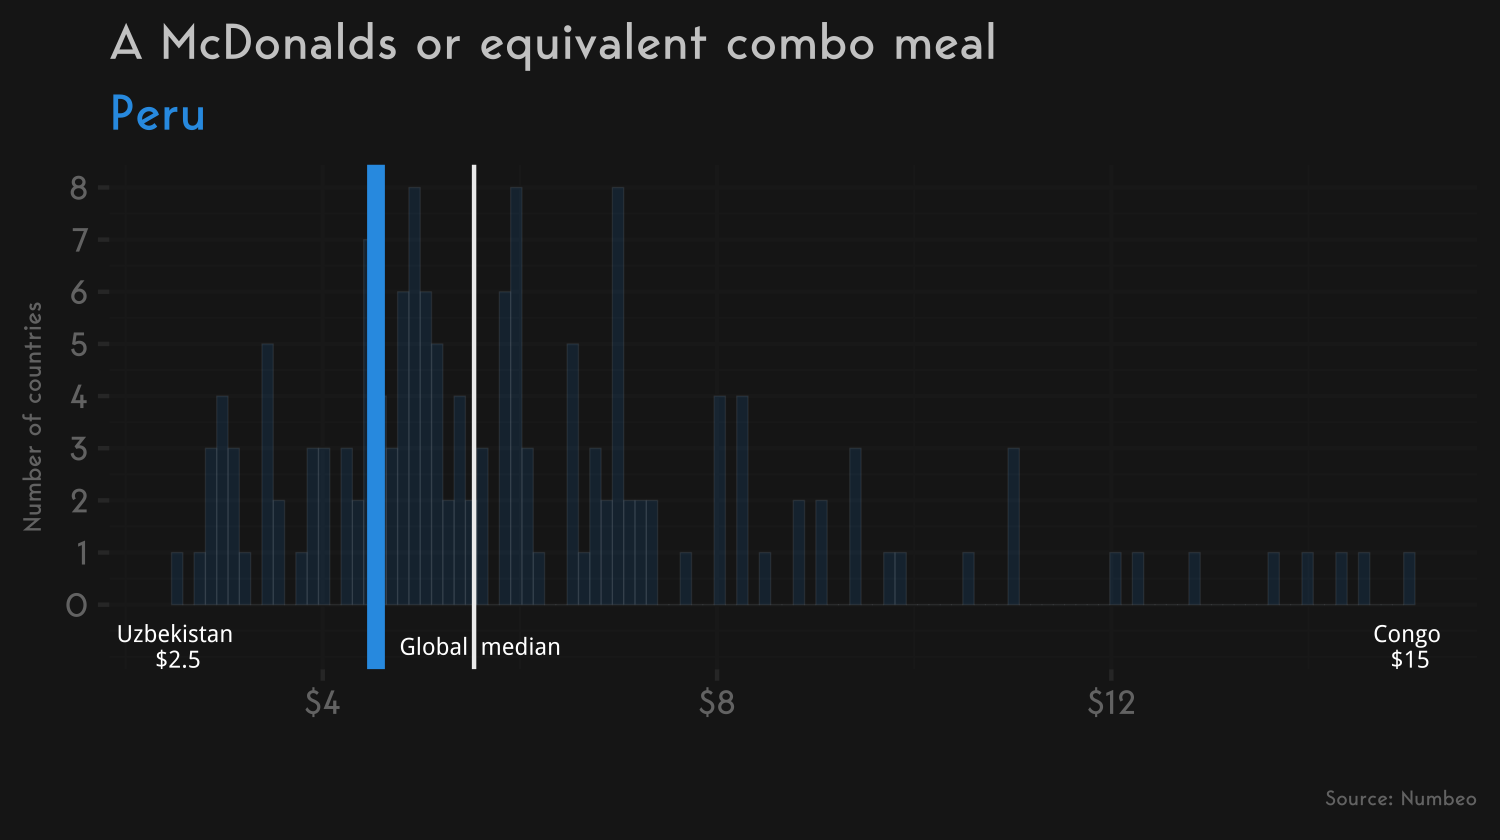 A McDonalds or equivalent combo meal
Peru
Number of countries
8
7
6
5
4
3
2
1
0
Uzbekistan
$2.5
Global median
Congo
$15
$4
$8
$12
Source: Numbeo